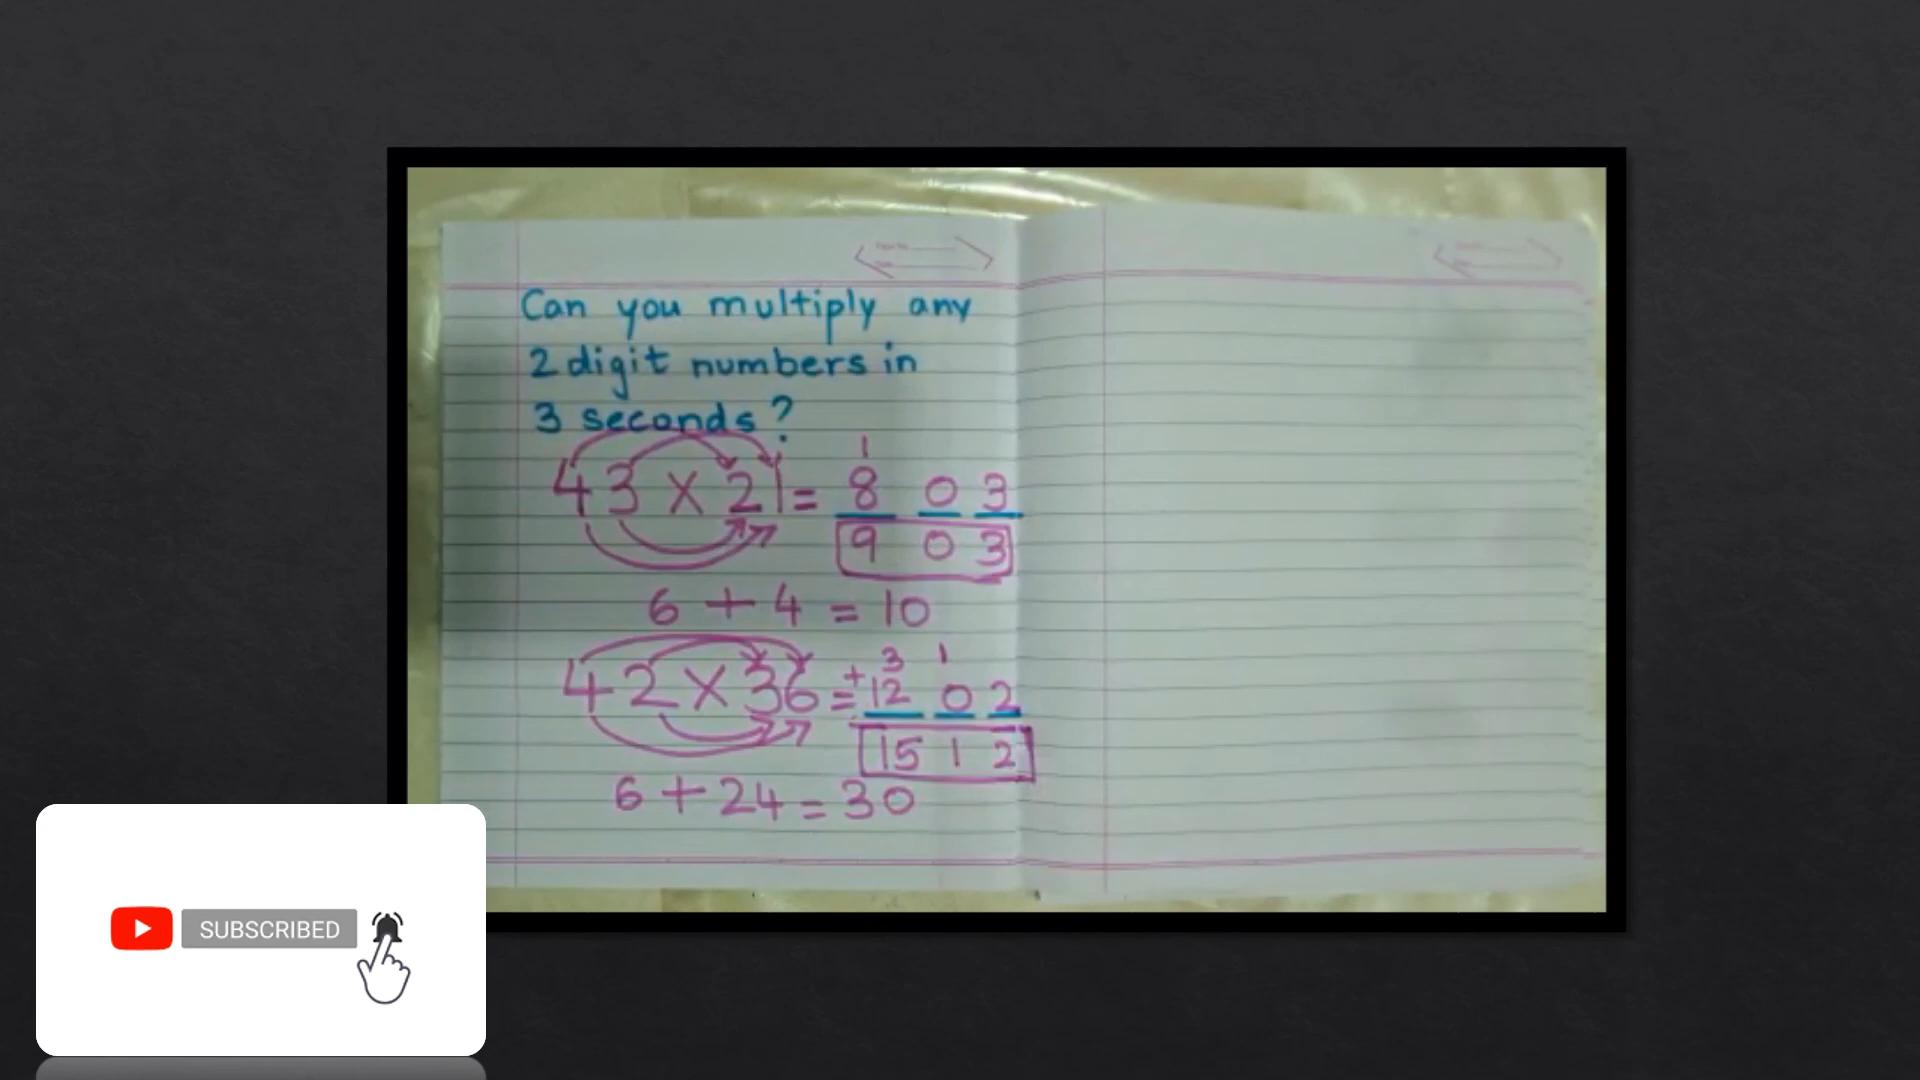 Can you multiply any
2 digit numbers in
3 seconds?
1
43 x 21 = 8 0 3
9 0 3
6 + 4 = 10
3 1
42 x 36 = +12 0 2
15 1 2
6 + 24 = 30
SUBSCRIBED